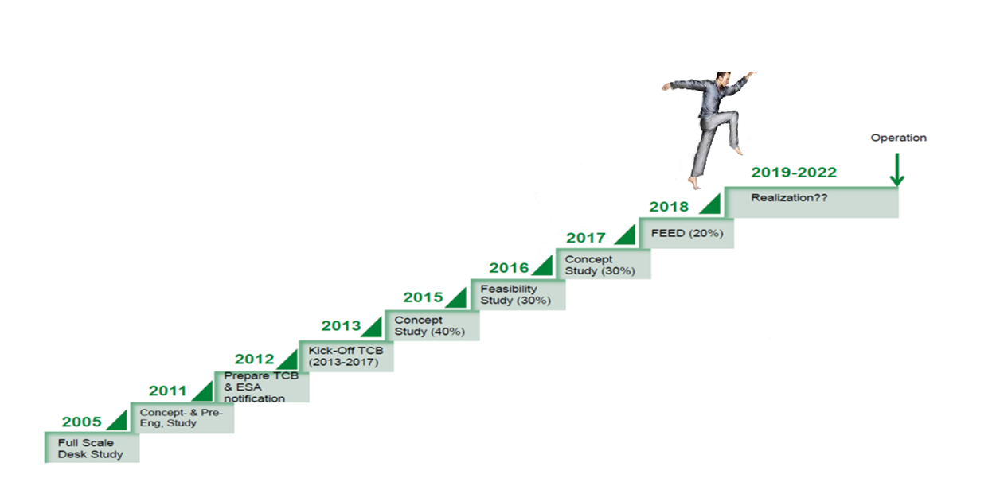 Operation
2019-2022
Realization??
2018
FEED (20%)
2017
Concept
Study (30%)
2016
Feasibility
Study (30%)
2015
Concept
Study (40%)
2013
Kick-Off TCB
(2013-2017)
2012
Prepare TCB
& ESA
notification
2011
Concept- & Pre-
Eng, Study
2005
Full Scale
Desk Study